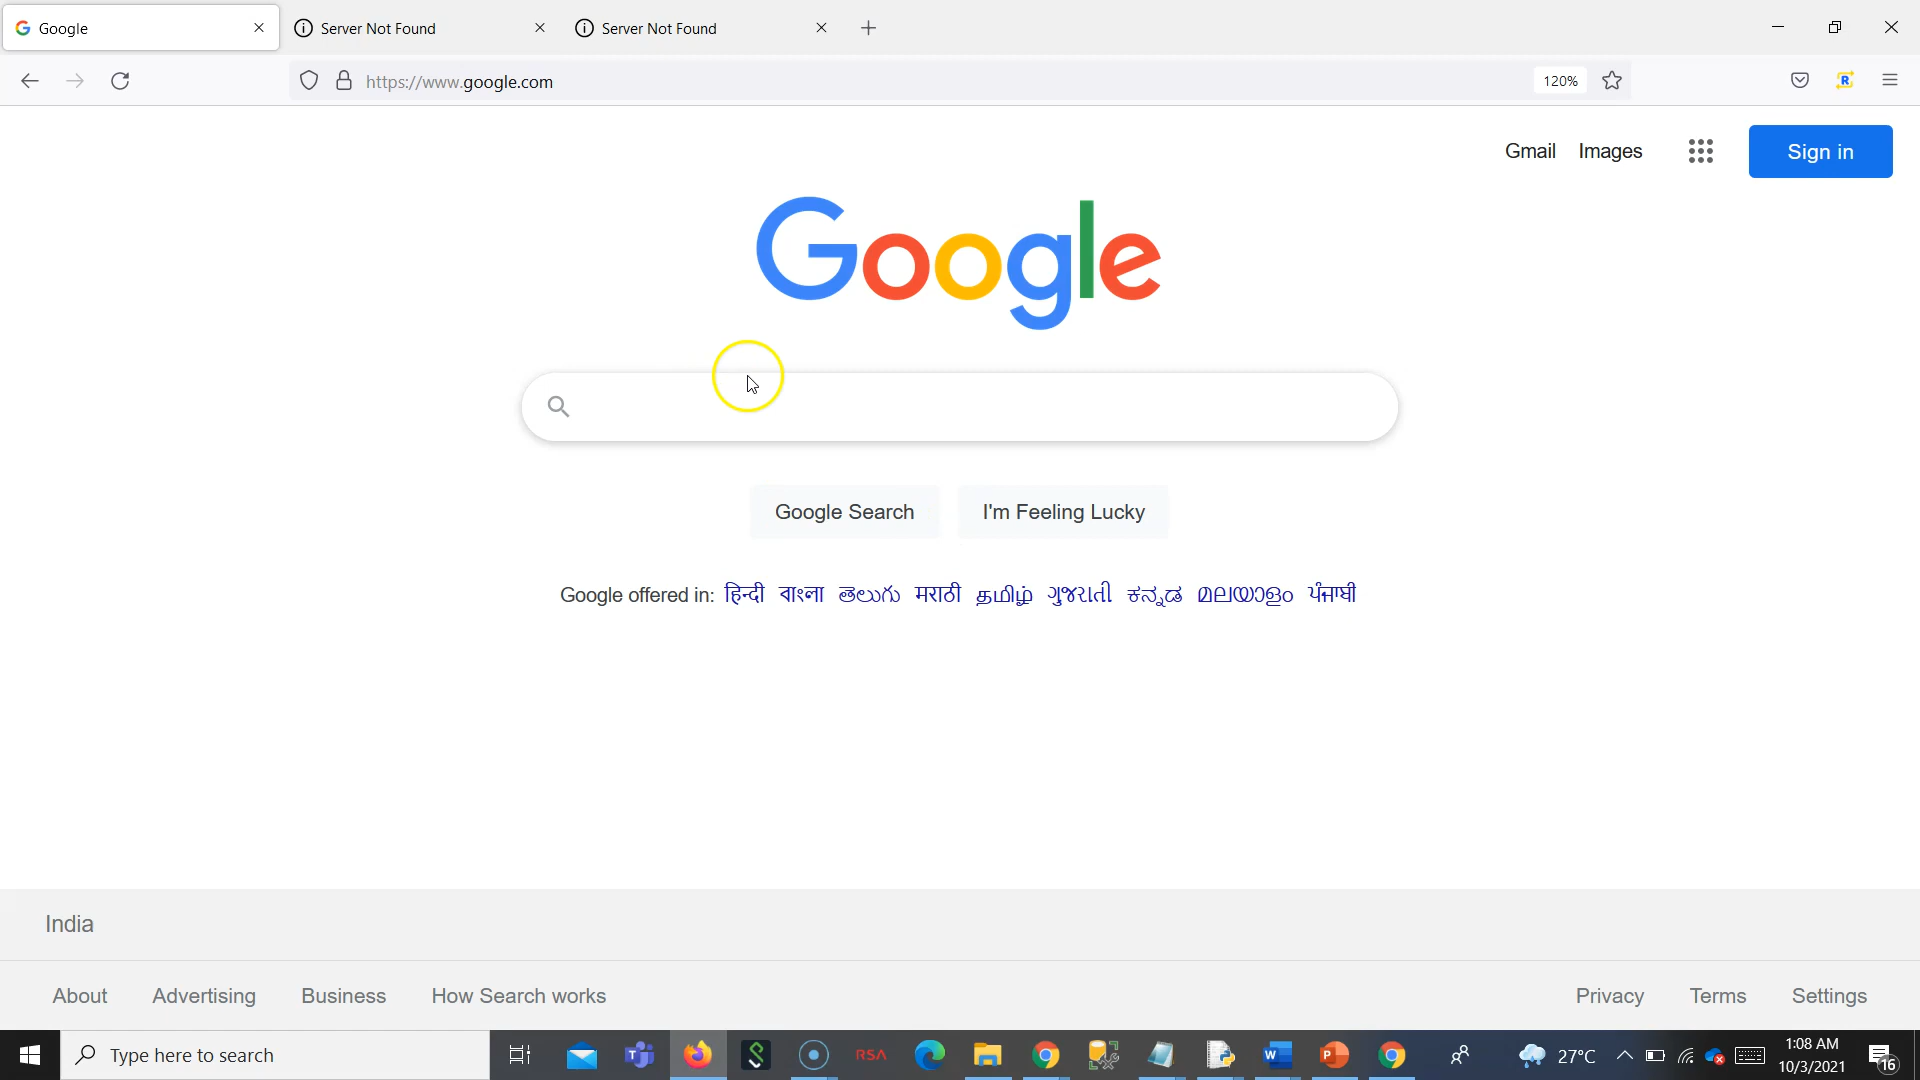 Google
Server Not Found
Server Not Found
https://www.google.com
120%
Gmail Images
Sign in
Google
Google Search
I'm Feeling Lucky
Google offered in: हिन्दी বাংলা తెలుగు मराठी தமிழ் ગુજરાતી ಕನ್ನಡ മലയാളം ਪੰਜਾਬੀ
India
About Advertising Business How Search works
Privacy Terms Settings
Type here to search
RSA
27°C
1:08 AM
10/3/2021
16